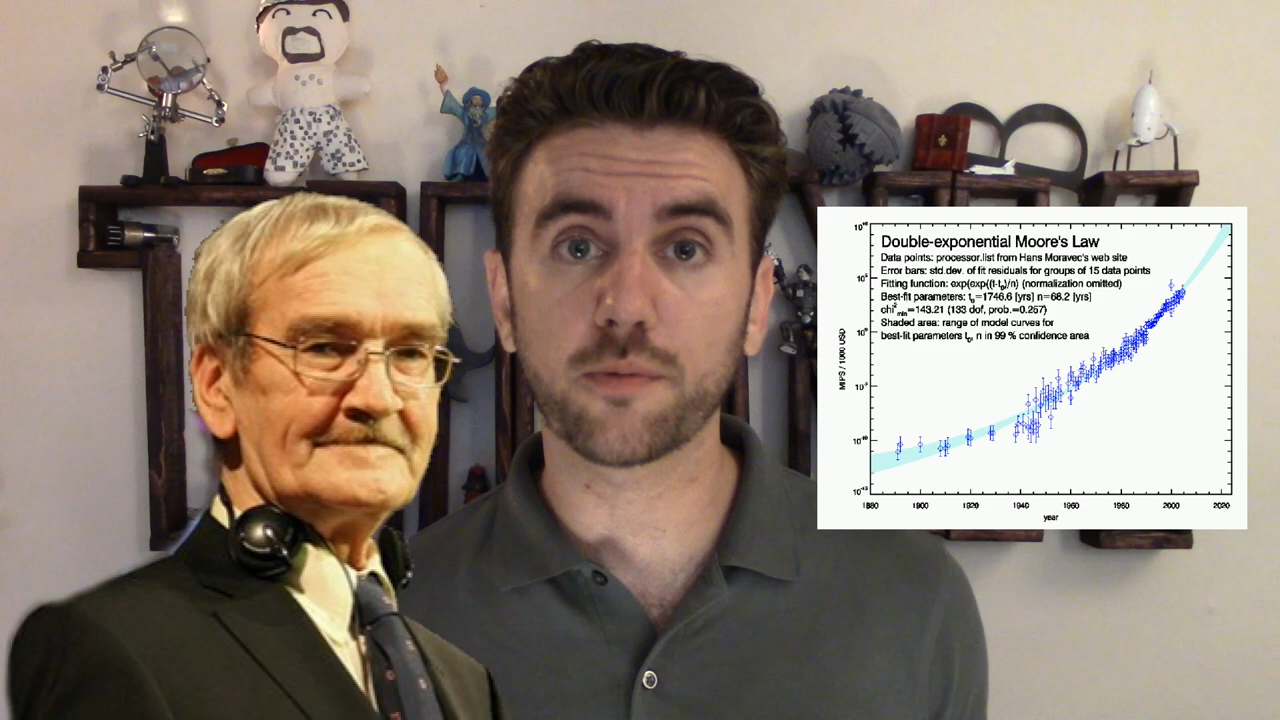 Double-exponential Moore's Law
Data points: processor.list from Hans Moravec's web site
Error bars: std.dev. of fit residuals for groups of 15 data points
Fitting function: exp(exp((t-t₀)/n) (normalization omitted)
Best-fit parameters: t₀=1746.6 [yrs] n=68.2 [yrs]
chi²min=143.21 (133 dof, prob.=0.257)
Shaded area: range of model curves for
best-fit parameters t₀, n in 99 % confidence area
MIPS / 1000 USD
10⁻¹⁰
1880 1900 1920 1940 1960 1980 2000 2020
year